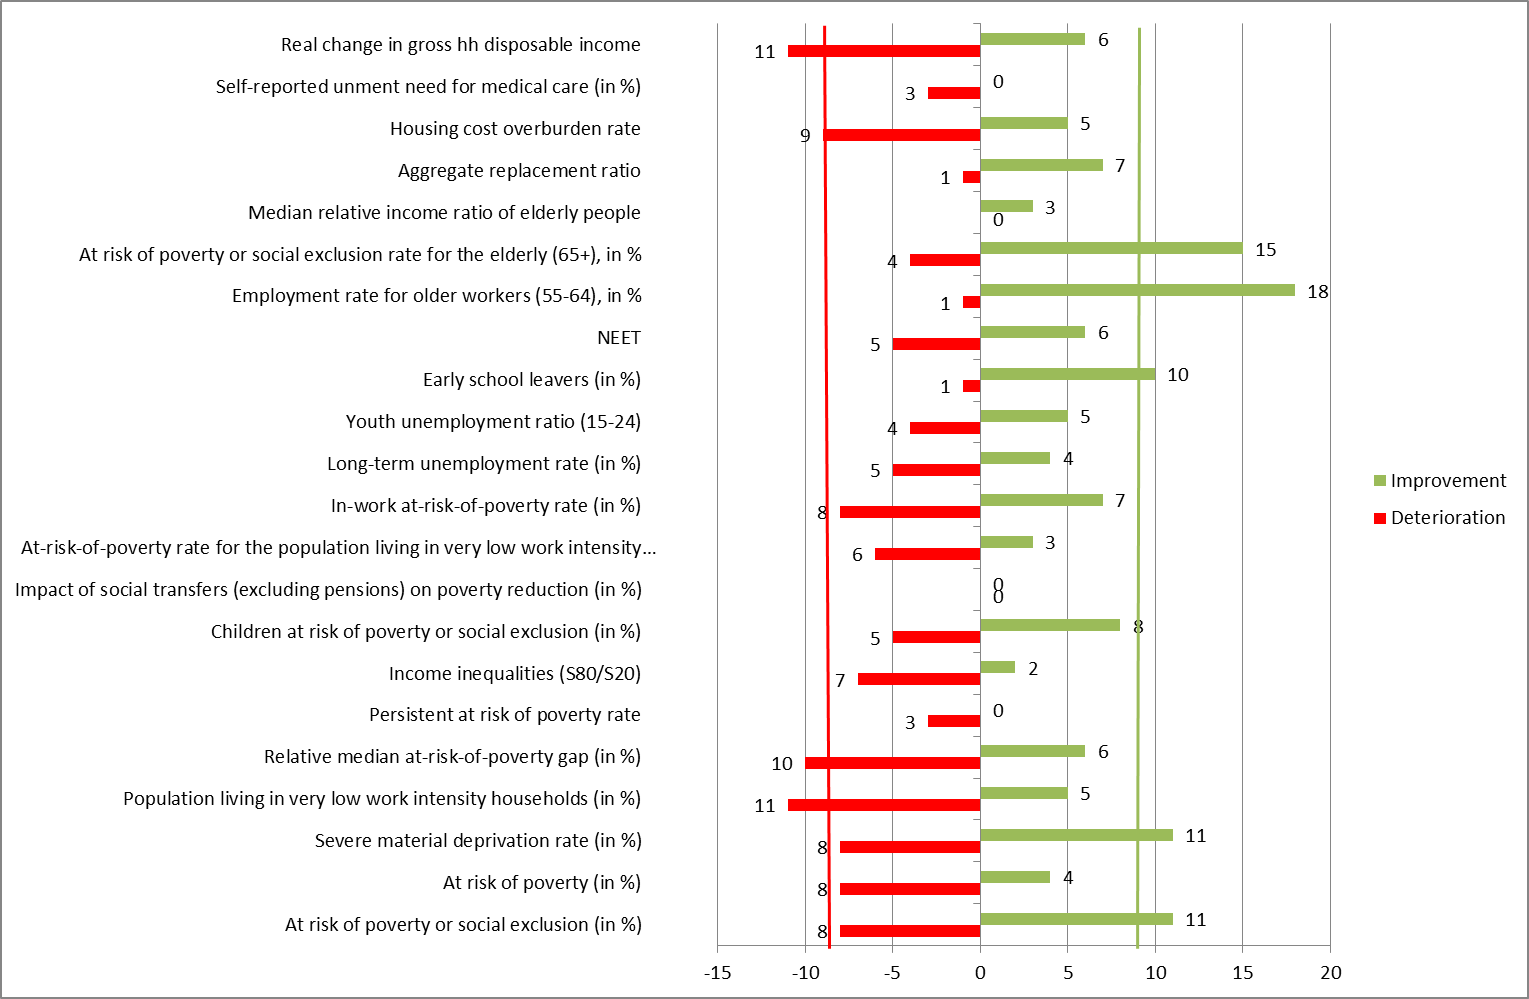 Real change in gross hh disposable income
11
6
Self-reported unment need for medical care (in %)
3
0
Housing cost overburden rate
9
5
Aggregate replacement ratio
1
7
Median relative income ratio of elderly people
3
0
At risk of poverty or social exclusion rate for the elderly (65+), in %
4
15
Employment rate for older workers (55-64), in %
1
18
NEET
5
6
Early school leavers (in %)
1
10
Youth unemployment ratio (15-24)
4
5
Long-term unemployment rate (in %)
5
4
In-work at-risk-of-poverty rate (in %)
8
7
At-risk-of-poverty rate for the population living in very low work intensity...
6
3
Impact of social transfers (excluding pensions) on poverty reduction (in %)
0
0
Children at risk of poverty or social exclusion (in %)
5
8
Income inequalities (S80/S20)
7
2
Persistent at risk of poverty rate
3
0
Relative median at-risk-of-poverty gap (in %)
10
6
Population living in very low work intensity households (in %)
11
5
Severe material deprivation rate (in %)
8
11
At risk of poverty (in %)
8
4
At risk of poverty or social exclusion (in %)
8
11
-15 -10 -5 0 5 10 15 20
Improvement
Deterioration